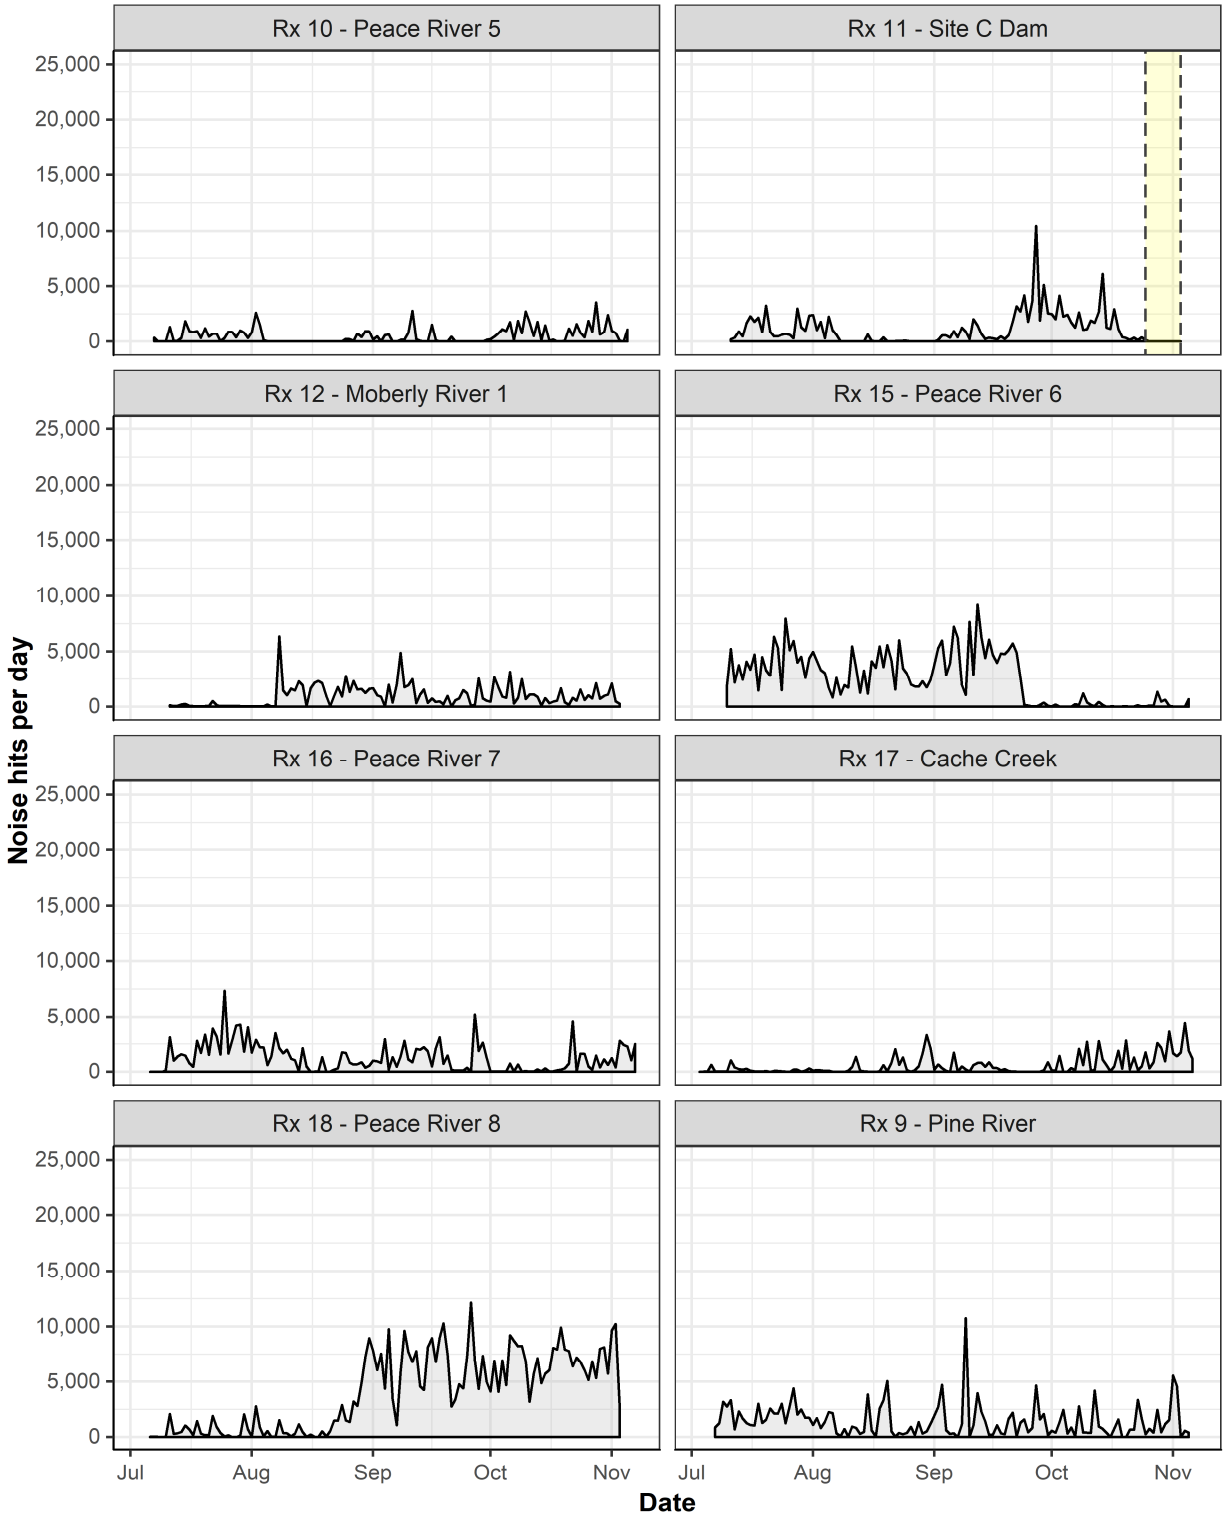 Rx 10 - Peace River 5
Rx 11 - Site C Dam
25,000
20,000
15,000
10,000
5,000
0
Rx 12 - Moberly River 1
Rx 15 - Peace River 6
25,000
20,000
15,000
10,000
5,000
0
Rx 16 - Peace River 7
Rx 17 - Cache Creek
25,000
20,000
15,000
10,000
5,000
0
Rx 18 - Peace River 8
Rx 9 - Pine River
25,000
20,000
15,000
10,000
5,000
0
Noise hits per day
Jul Aug Sep Oct Nov
Jul Aug Sep Oct Nov
Date